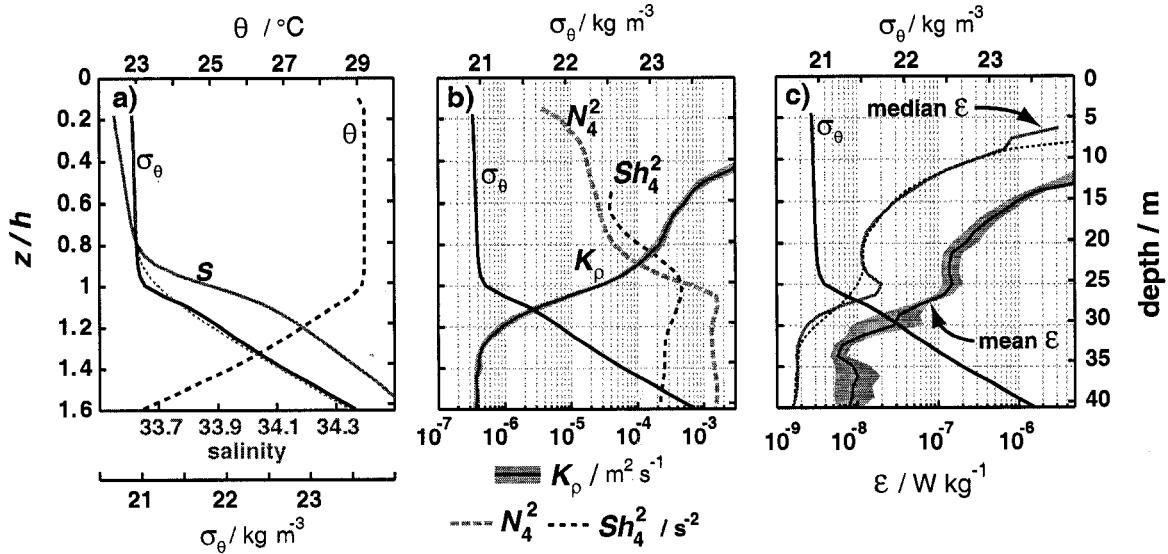 θ / °C
23 25 27 29
σθ / kg m-3
21 22 23
σθ / kg m-3
21 22 23
a)
b)
c)
0
0.2
0.4
0.6
0.8
1.0
1.2
1.4
1.6
z/h
σθ
θ
S
33.7 33.9 34.1 34.3
salinity
21 22 23
σθ / kg m-3
N₄²
Sh₄²
σθ
Kρ
10⁻⁷ 10⁻⁶ 10⁻⁵ 10⁻⁴ 10⁻³
Kρ / m² s⁻¹
N₄² Sh₄² / s⁻²
median ε
σθ
mean ε
0
5
10
15
20
25
30
35
40
depth / m
10⁻⁹ 10⁻⁸ 10⁻⁷ 10⁻⁶
ε / W kg⁻¹